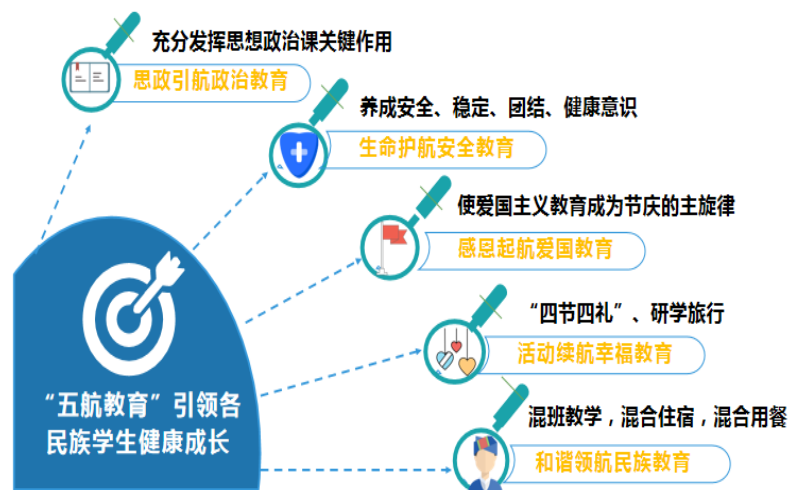 充分发挥思想政治课关键作用
思政引航政治教育
养成安全、稳定、团结、健康意识
生命护航安全教育
使爱国主义教育成为节庆的主旋律
感恩起航爱国教育
“四节四礼”、研学旅行
活动续航幸福教育
混班教学，混合住宿，混合用餐
和谐领航民族教育
“五航教育”引领各
民族学生健康成长